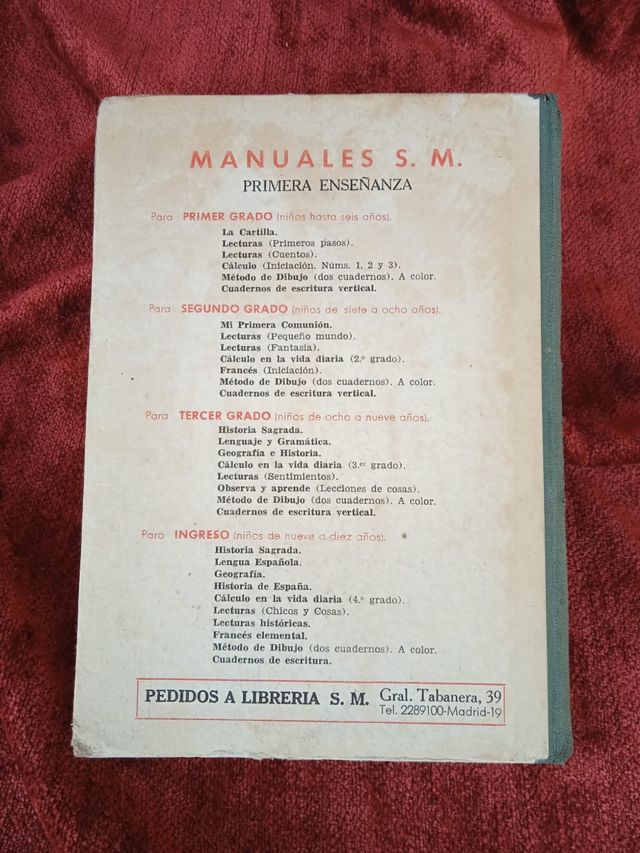 MANUALES S. M.
PRIMERA ENSEÑANZA
Para PRIMER GRADO (niños hasta seis años).
La Cartilla.
Lecturas (Primeros pasos).
Lecturas (Cuentos).
Cálculo (Iniciación. Núms. 1, 2 y 3).
Método de Dibujo (dos cuadernos). A color.
Cuadernos de escritura vertical.
Para SEGUNDO GRADO (niños de siete a ocho años).
Mi Primera Comunión.
Lecturas (Pequeño mundo).
Lecturas (Fantasía).
Cálculo en la vida diaria (2.º grado).
Francés (Iniciación).
Método de Dibujo (dos cuadernos). A color.
Cuadernos de escritura vertical.
Para TERCER GRADO (niños de ocho a nueve años).
Historia Sagrada.
Lenguaje y Gramática.
Geografía e Historia.
Cálculo en la vida diaria (3.er grado).
Lecturas (Sentimientos).
Observa y aprende (Lecciones de cosas).
Método de Dibujo (dos cuadernos). A color.
Cuadernos de escritura vertical.
Para INGRESO (niños de nueve a diez años).
Historia Sagrada.
Lengua Española.
Geografía.
Historia de España.
Cálculo en la vida diaria (4.º grado).
Lecturas (Chicos y Cosas).
Lecturas históricas.
Francés elemental.
Método de Dibujo (dos cuadernos). A color.
Cuadernos de escritura.
PEDIDOS A LIBRERIA S. M. Gral. Tabanera, 39
Tel. 2289100-Madrid-19